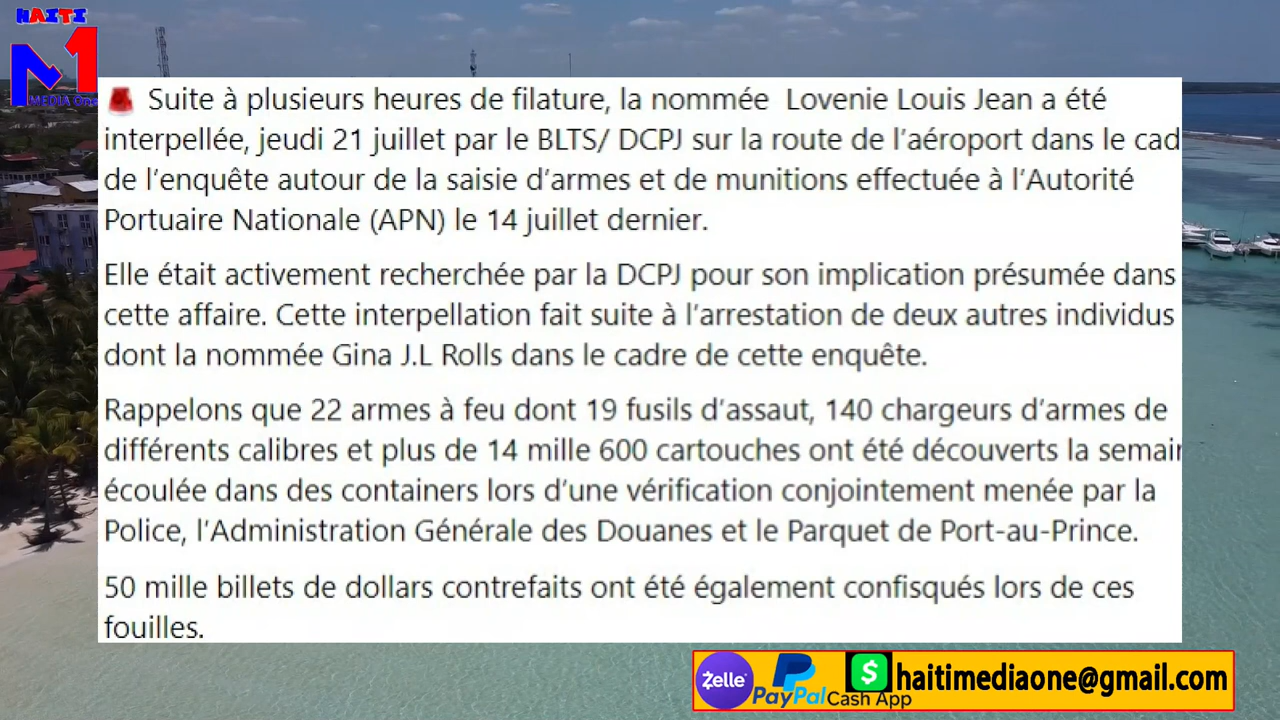 HAITI
M1
MEDIA One
Suite à plusieurs heures de filature, la nommée Lovenie Louis Jean a été
interpellée, jeudi 21 juillet par le BLTS/ DCPJ sur la route de l'aéroport dans le cad
de l'enquête autour de la saisie d'armes et de munitions effectuée à l'Autorité
Portuaire Nationale (APN) le 14 juillet dernier.
Elle était activement recherchée par la DCPJ pour son implication présumée dans
cette affaire. Cette interpellation fait suite à l'arrestation de deux autres individus
dont la nommée Gina J.L Rolls dans le cadre de cette enquête.
Rappelons que 22 armes à feu dont 19 fusils d'assaut, 140 chargeurs d'armes de
différents calibres et plus de 14 mille 600 cartouches ont été découverts la semai
écoulée dans des containers lors d'une vérification conjointement menée par la
Police, l'Administration Générale des Douanes et le Parquet de Port-au-Prince.
50 mille billets de dollars contrefaits ont été également confisqués lors de ces
fouilles.
Zelle PayPal $ Cash App haitimediaone@gmail.com